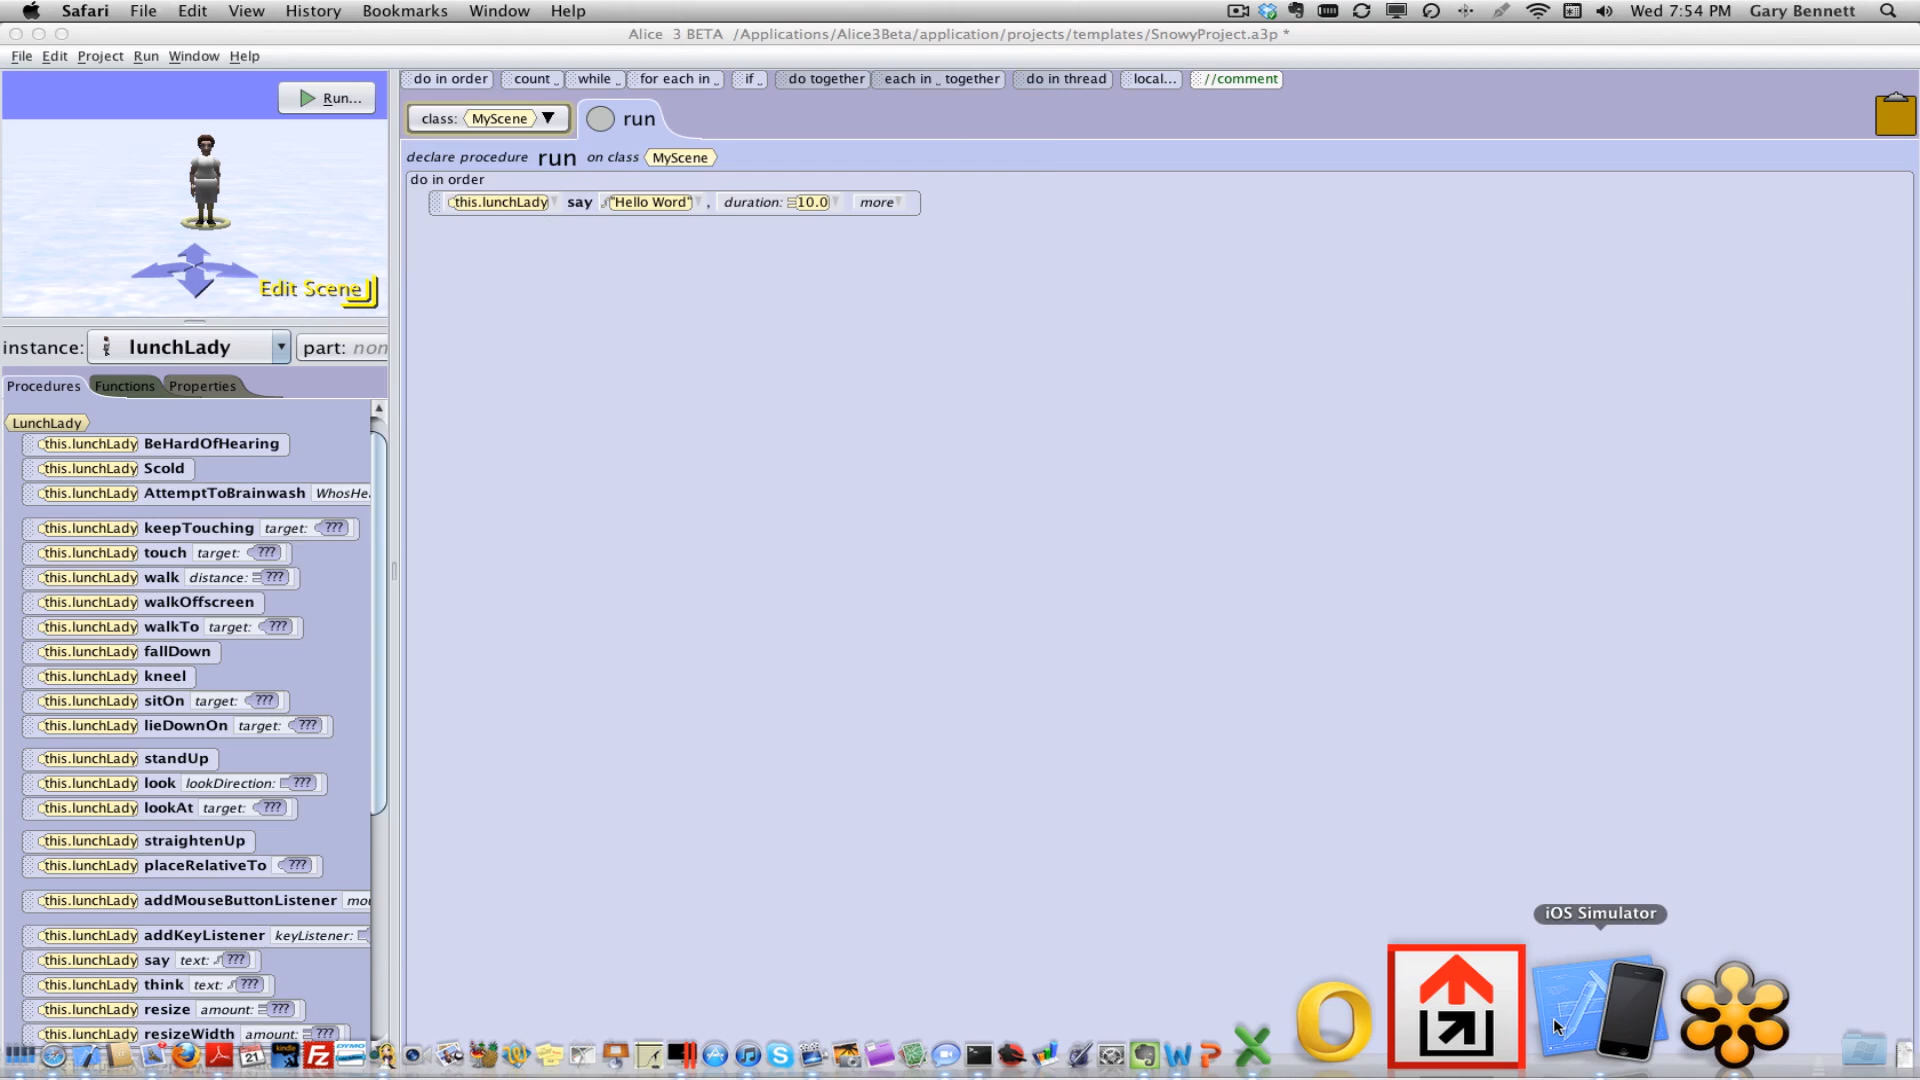 Safari File Edit View History Bookmarks Window Help Wed 7:54 PM Gary Bennett
Alice 3 BETA /Applications/Alice3Beta/application/projects/templates/SnowyProject.a3p *
File Edit Project Run Window Help
do in order count _ while _ for each in _ if _ do together each in _ together do in thread local... //comment
Run...
class: MyScene run
declare procedure run on class MyScene
do in order
this.lunchLady say "Hello Word" , duration: 10.0 more
Edit Scene
instance: lunchLady part: non
Procedures Functions Properties
LunchLady
this.lunchLady BeHardOfHearing
this.lunchLady Scold
this.lunchLady AttemptToBrainwash WhosHea
this.lunchLady keepTouching target: ???
this.lunchLady touch target: ???
this.lunchLady walk distance: ???
this.lunchLady walkOffscreen
this.lunchLady walkTo target: ???
this.lunchLady fallDown
this.lunchLady kneel
this.lunchLady sitOn target: ???
this.lunchLady lieDownOn target: ???
this.lunchLady standUp
this.lunchLady look lookDirection: ???
this.lunchLady lookAt target: ???
this.lunchLady straightenUp
this.lunchLady placeRelativeTo ???
this.lunchLady addMouseButtonListener mou
this.lunchLady addKeyListener keyListener:
this.lunchLady say text: ???
this.lunchLady think text: ???
this.lunchLady resize amount: ???
this.lunchLady resizeWidth amount: ???
iOS Simulator